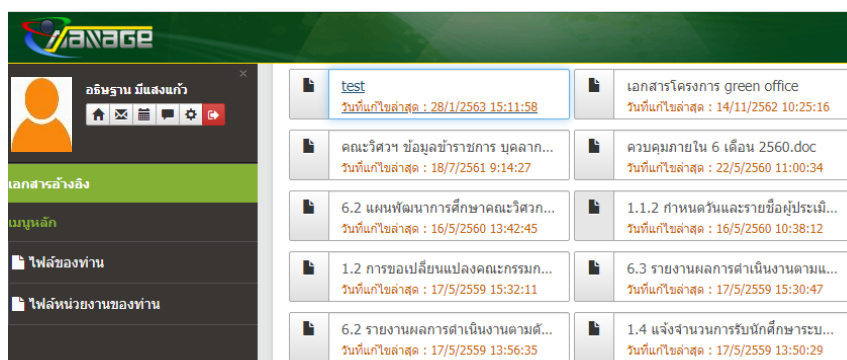 Manage
อธิษฐาน มีแสงแก้ว
เอกสารอ้างอิง
เมนูหลัก
ไฟล์ของท่าน
ไฟล์หน่วยงานของท่าน
test
วันที่แก้ไขล่าสุด : 28/1/2563 15:11:58
เอกสารโครงการ green office
วันที่แก้ไขล่าสุด : 14/11/2562 10:25:16
คณะวิศวฯ ข้อมูลข้าราชการ บุคลาก...
วันที่แก้ไขล่าสุด : 18/7/2561 9:14:27
ควบคุมภายใน 6 เดือน 2560.doc
วันที่แก้ไขล่าสุด : 22/5/2560 11:00:34
6.2 แผนพัฒนาการศึกษาคณะวิศวก...
วันที่แก้ไขล่าสุด : 16/5/2560 13:42:45
1.1.2 กำหนดวันและรายชื่อผู้ประเมิ...
วันที่แก้ไขล่าสุด : 16/5/2560 10:38:12
1.2 การขอเปลี่ยนแปลงคณะกรรมก...
วันที่แก้ไขล่าสุด : 17/5/2559 15:32:11
6.3 รายงานผลการดำเนินงานตามแ...
วันที่แก้ไขล่าสุด : 17/5/2559 15:30:47
6.2 รายงานผลการดำเนินงานตามตั...
วันที่แก้ไขล่าสุด : 17/5/2559 13:56:35
1.4 แจ้งจำนวนการรับนักศึกษาระบ...
วันที่แก้ไขล่าสุด : 17/5/2559 13:50:29